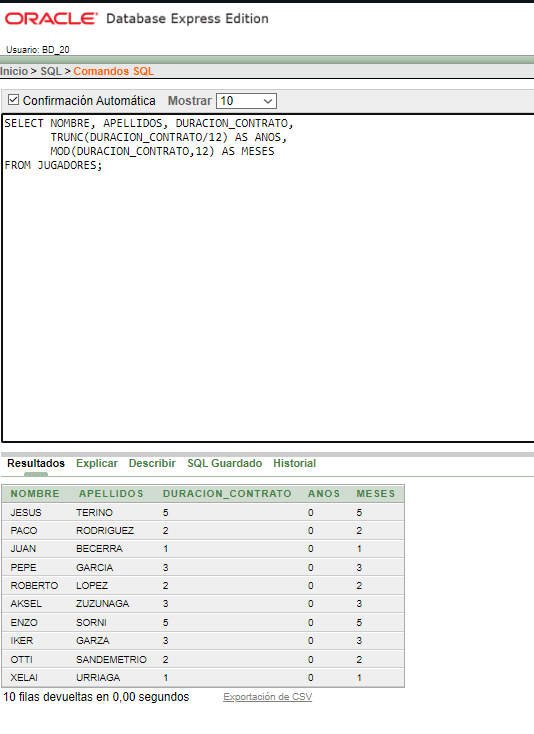 ORACLE® Database Express Edition
Usuario: BD_20
Inicio > SQL > Comandos SQL
Confirmación Automática Mostrar 10
SELECT NOMBRE, APELLIDOS, DURACION_CONTRATO,
TRUNC(DURACION_CONTRATO/12) AS ANOS,
MOD(DURACION_CONTRATO,12) AS MESES
FROM JUGADORES;
Resultados Explicar Describir SQL Guardado Historial
NOMBRE APELLIDOS DURACION_CONTRATO ANOS MESES
JESUS TERINO 5 0 5
PACO RODRIGUEZ 2 0 2
JUAN BECERRA 1 0 1
PEPE GARCIA 3 0 3
ROBERTO LOPEZ 2 0 2
AKSEL ZUZUNAGA 3 0 3
ENZO SORNI 5 0 5
IKER GARZA 3 0 3
OTTI SANDEMETRIO 2 0 2
XELAI URRIAGA 1 0 1
10 filas devueltas en 0,00 segundos Exportación de CSV